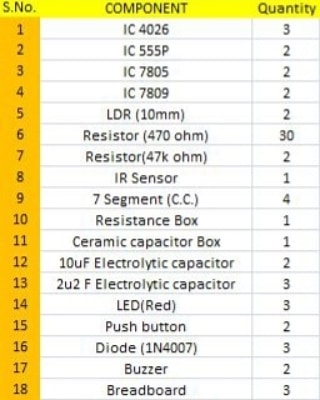 S.No. COMPONENT Quantity
1 IC 4026 3
2 IC 555P 2
3 IC 7805 2
4 IC 7809 2
5 LDR (10mm) 2
6 Resistor (470 ohm) 30
7 Resistor(47k ohm) 2
8 IR Sensor 1
9 7 Segment (C.C.) 4
10 Resistance Box 1
11 Ceramic capacitor Box 1
12 10uF Electrolytic capacitor 2
13 2u2 F Electrolytic capacitor 3
14 LED(Red) 3
15 Push button 2
16 Diode (1N4007) 3
17 Buzzer 2
18 Breadboard 3